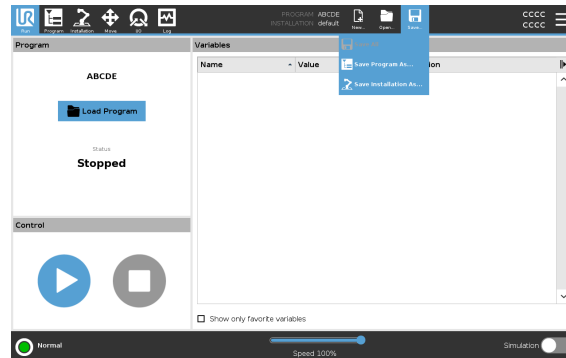 UR
Run
Program
Installation
Move
I/O
Log
PROGRAM ABCDE
INSTALLATION default
New...
Open...
Save...
CCCC
CCCC
Program
Variables
Save All
Save Program As...
Save Installation As...
Name
Value
ion
ABCDE
Load Program
Status
Stopped
Control
Show only favorite variables
Normal
Speed 100%
Simulation